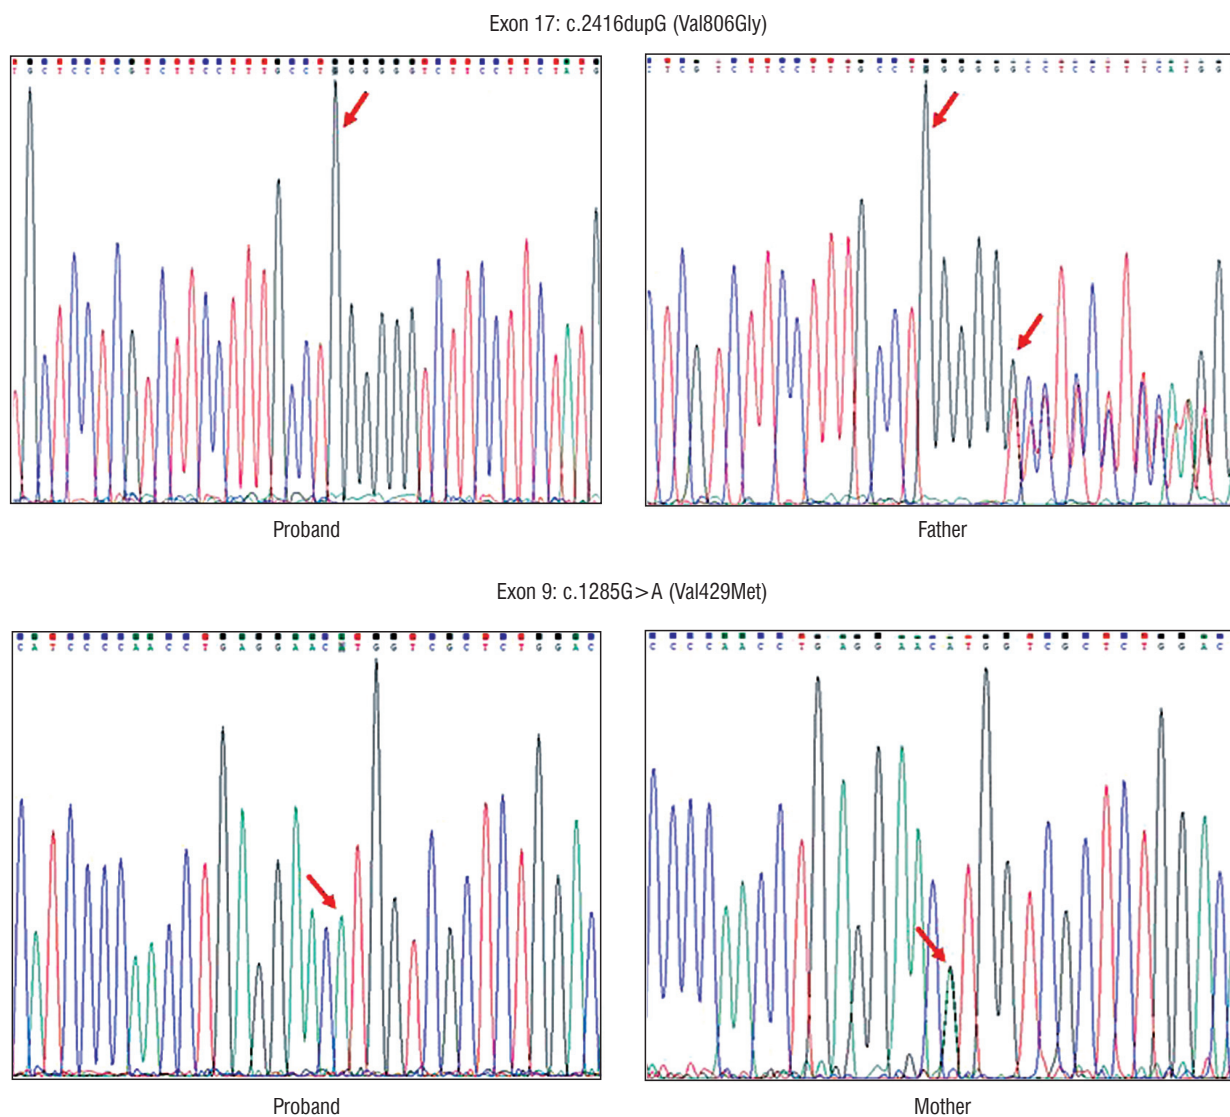 Exon 17: c.2416dupG (Val806Gly)
T G C T C C T C G T C T T C C T T T G C C T G G G G G G T C T T C C T T C T A T G
T T C G T C T T C C T T T G C C T G G G G G G C C T C C T T T C A T G G
Proband
Father
Exon 9: c.1285G>A (Val429Met)
C A T C C C C A A C C T G A G G A A C A T G G T C G C T C T G G A C
C C C C A A C C T G A G G A A C A T G G T C G C T C T G G A C
Proband
Mother